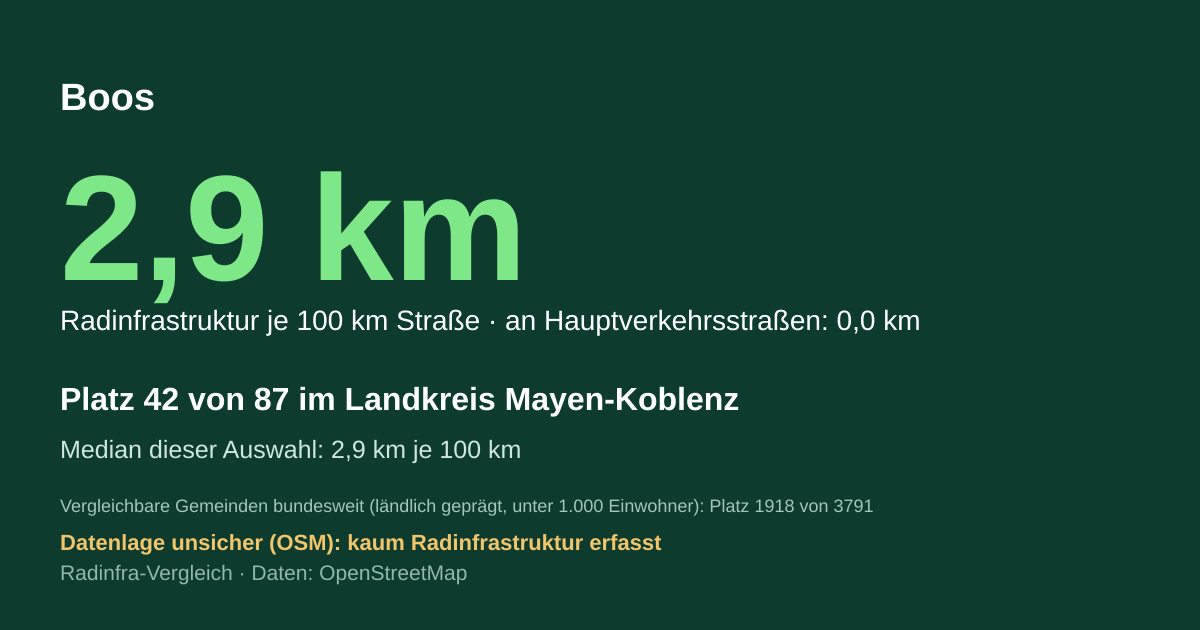 Boos
2,9 km
Radinfrastruktur je 100 km Straße · an Hauptverkehrsstraßen: 0,0 km
Platz 42 von 87 im Landkreis Mayen-Koblenz
Median dieser Auswahl: 2,9 km je 100 km
Vergleichbare Gemeinden bundesweit (ländlich geprägt, unter 1.000 Einwohner): Platz 1918 von 3791
Datenlage unsicher (OSM): kaum Radinfrastruktur erfasst
Radinfra-Vergleich · Daten: OpenStreetMap